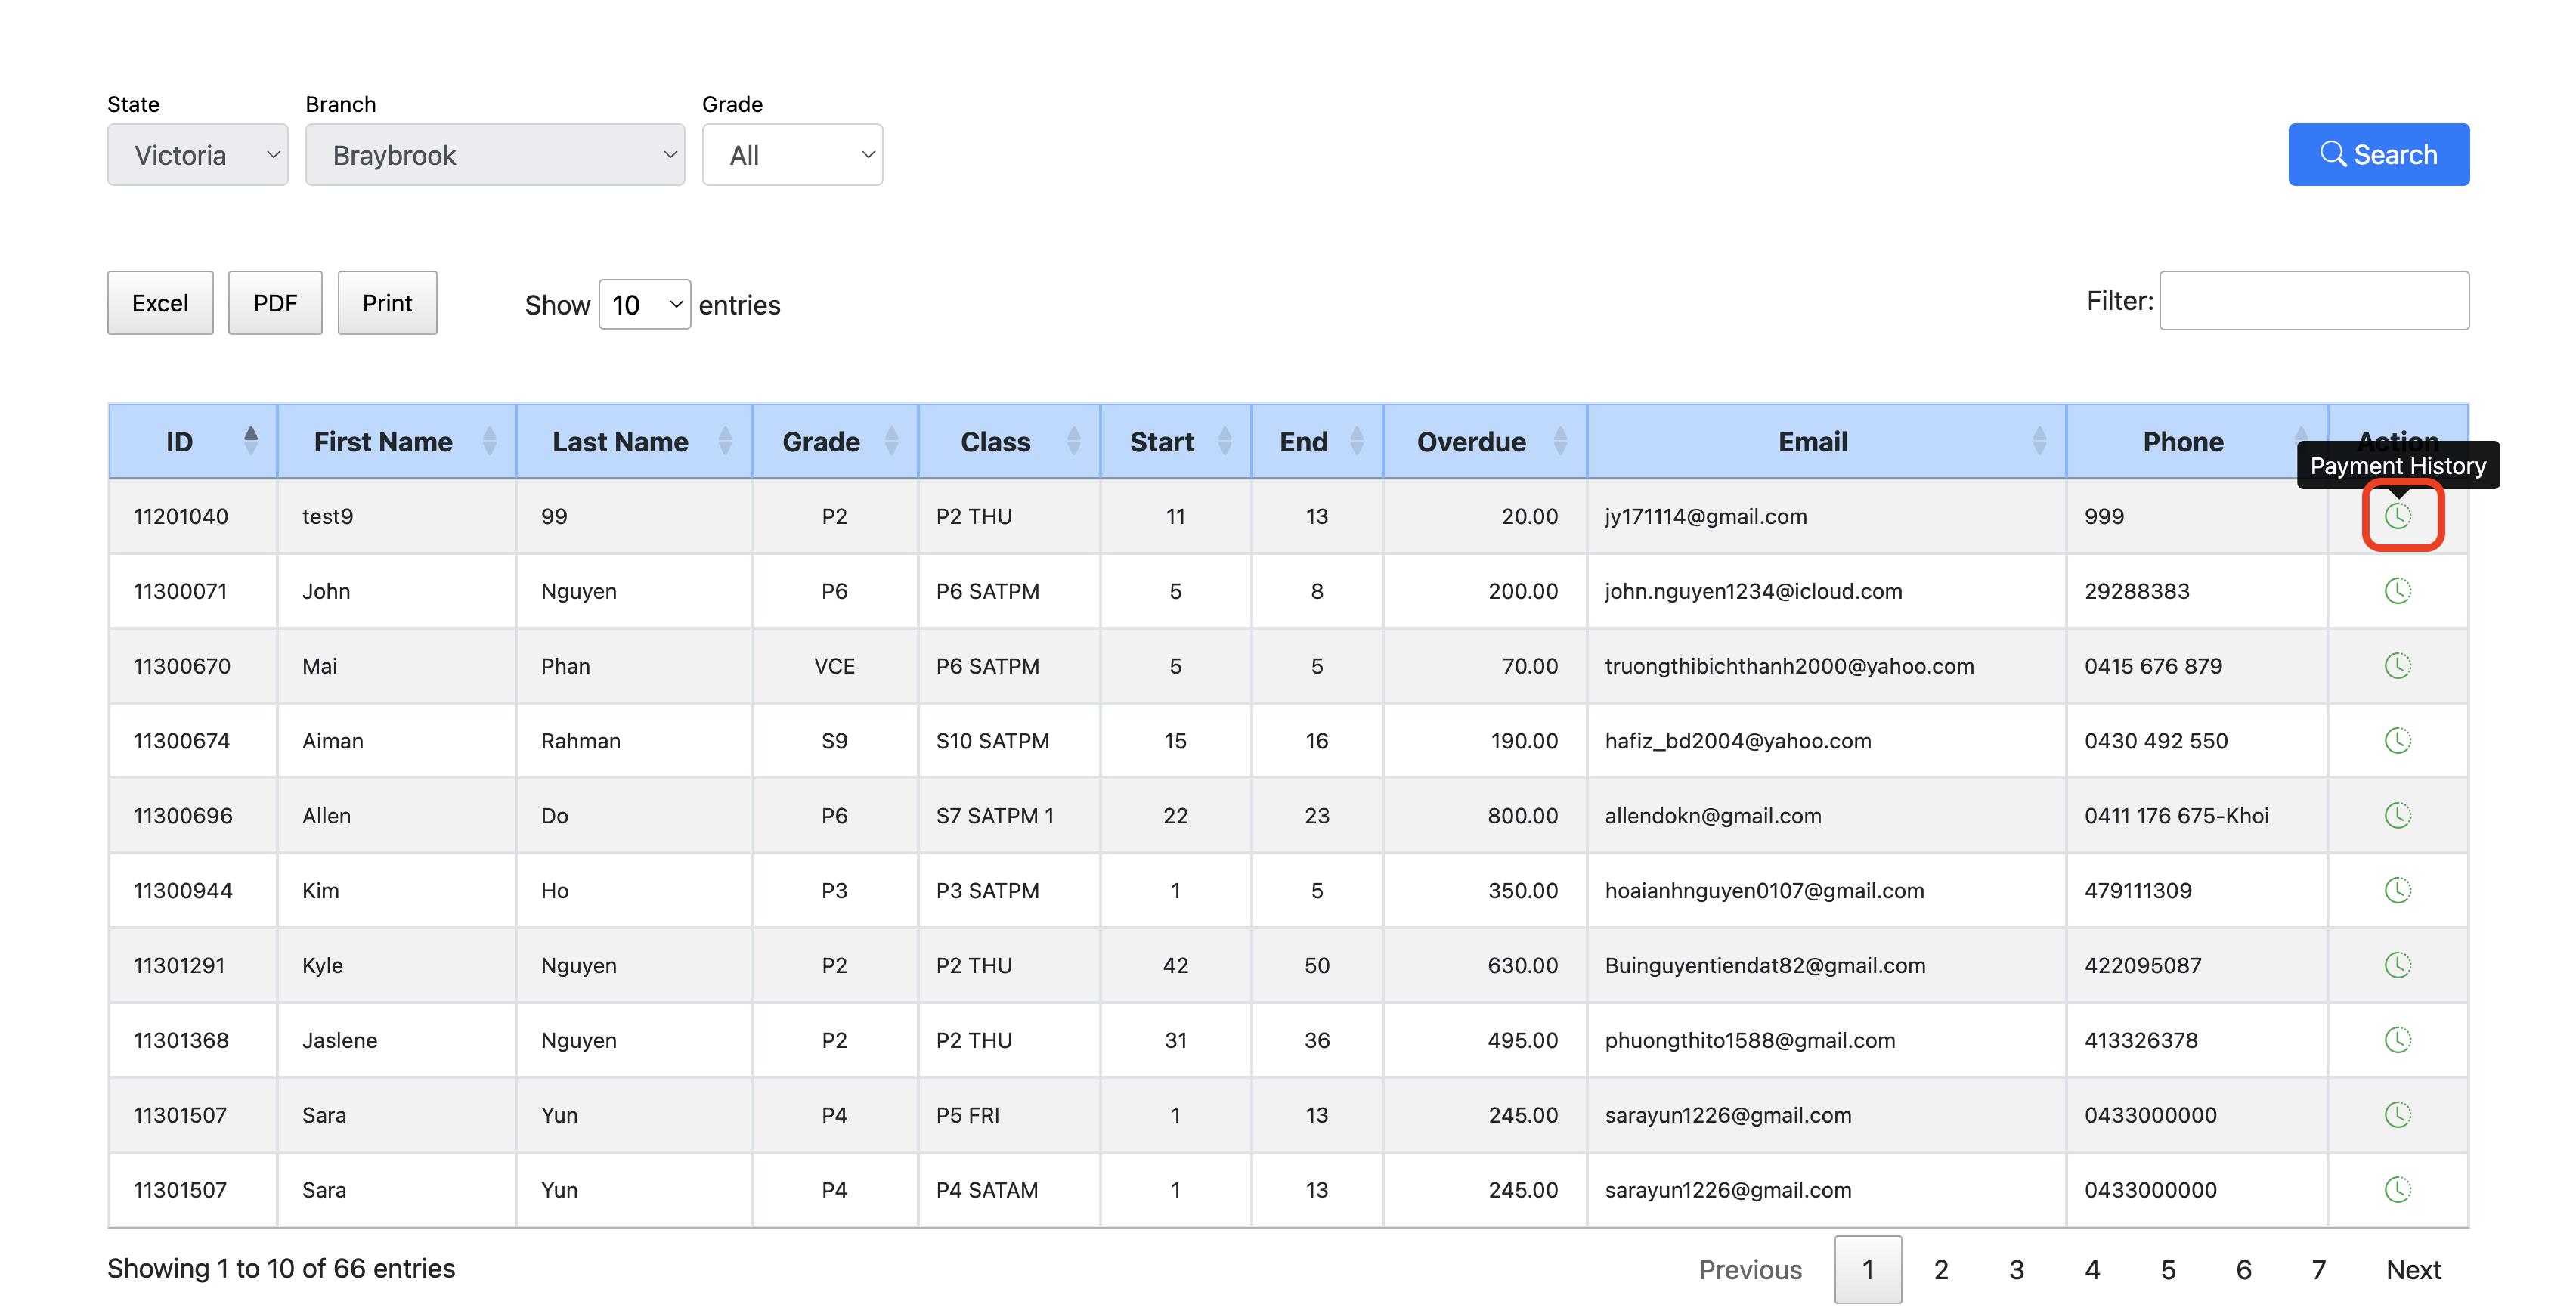 State Branch Grade
Victoria Braybrook All Search
Excel PDF Print Show 10 entries Filter:
ID First Name Last Name Grade Class Start End Overdue Email Phone Action
Payment History
11201040 test9 99 P2 P2 THU 11 13 20.00 jy171114@gmail.com 999
11300071 John Nguyen P6 P6 SATPM 5 8 200.00 john.nguyen1234@icloud.com 29288383
11300670 Mai Phan VCE P6 SATPM 5 5 70.00 truongthibichthanh2000@yahoo.com 0415 676 879
11300674 Aiman Rahman S9 S10 SATPM 15 16 190.00 hafiz_bd2004@yahoo.com 0430 492 550
11300696 Allen Do P6 S7 SATPM 1 22 23 800.00 allendokn@gmail.com 0411 176 675-Khoi
11300944 Kim Ho P3 P3 SATPM 1 5 350.00 hoaianhnguyen0107@gmail.com 479111309
11301291 Kyle Nguyen P2 P2 THU 42 50 630.00 Buinguyentiendat82@gmail.com 422095087
11301368 Jaslene Nguyen P2 P2 THU 31 36 495.00 phuongthito1588@gmail.com 413326378
11301507 Sara Yun P4 P5 FRI 1 13 245.00 sarayun1226@gmail.com 0433000000
11301507 Sara Yun P4 P4 SATAM 1 13 245.00 sarayun1226@gmail.com 0433000000
Showing 1 to 10 of 66 entries Previous 1 2 3 4 5 6 7 Next